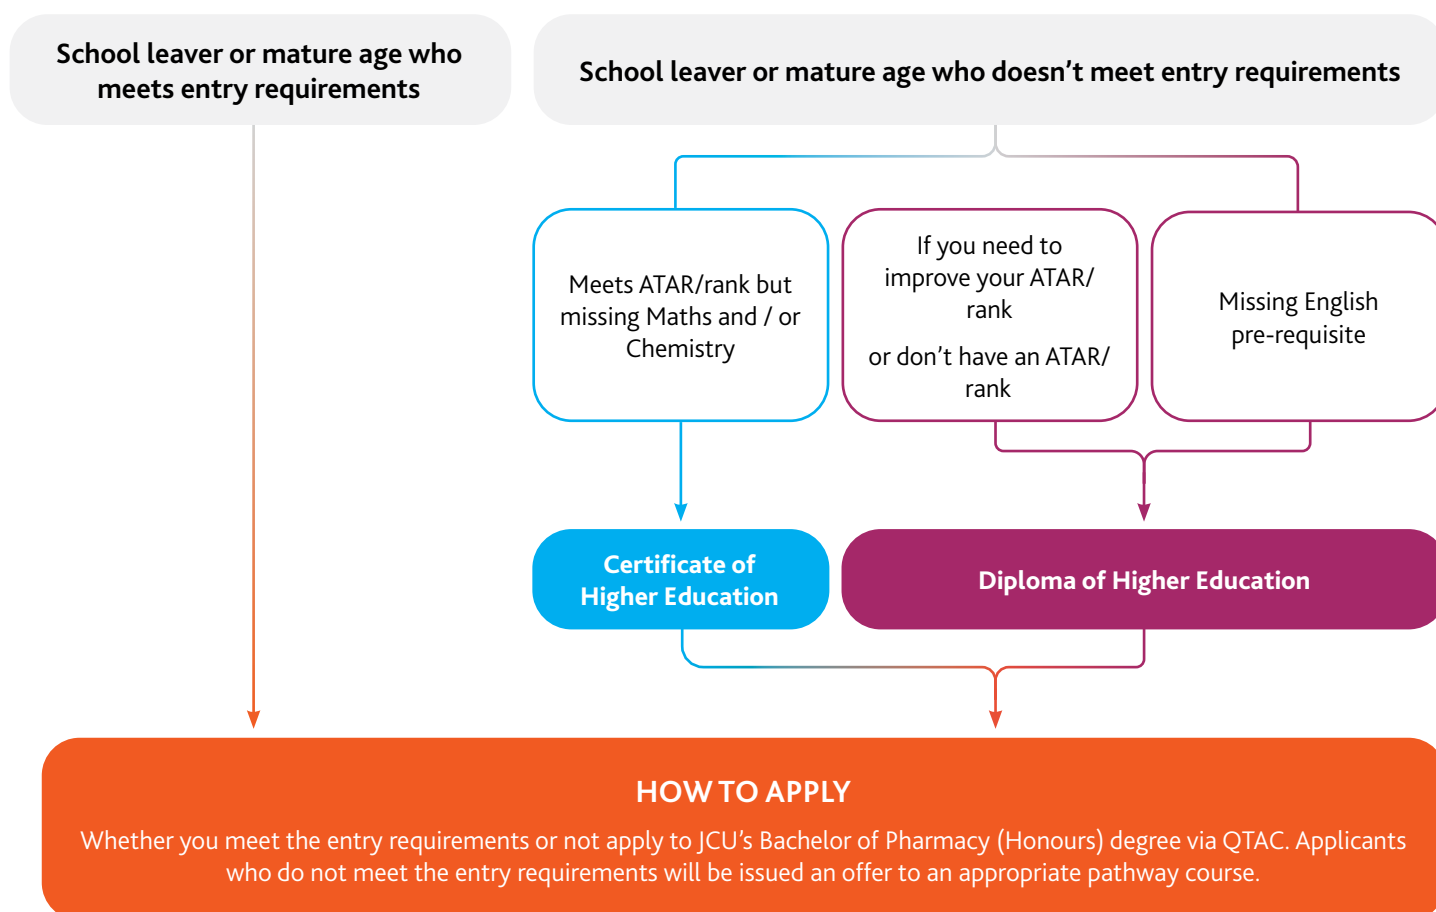 School leaver or mature age who
meets entry requirements
School leaver or mature age who doesn’t meet entry requirements
Meets ATAR/rank but
missing Maths and / or
Chemistry
If you need to
improve your ATAR/
rank
or don’t have an ATAR/
rank
Missing English
pre-requisite
Certificate of
Higher Education
Diploma of Higher Education
HOW TO APPLY
Whether you meet the entry requirements or not apply to JCU’s Bachelor of Pharmacy (Honours) degree via QTAC. Applicants
who do not meet the entry requirements will be issued an offer to an appropriate pathway course.